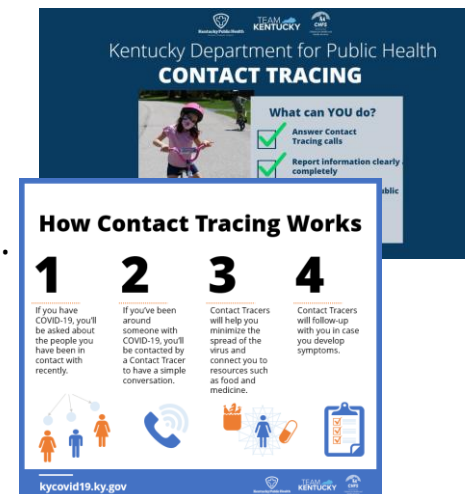 Kentucky Public Health
TEAM
KENTUCKY
CHFS
Kentucky Department for Public Health
CONTACT TRACING
What can YOU do?
Answer Contact
Tracing calls
Report information clearly
completely
How Contact Tracing Works
1
If you have
COVID-19, you'll
be asked about
the people you
have been in
contact with
recently.
2
If you've been
around
someone with
COVID-19, you'll
be contacted by
a Contact Tracer
to have a simple
conversation.
3
Contact Tracers
will help you
minimize the
spread of the
virus and
connect you to
resources such
as food and
medicine.
4
Contact Tracers
will follow-up
with you in case
you develop
symptoms.
kycovid19.ky.gov
Kentucky Public Health
TEAM
KENTUCKY
CHFS